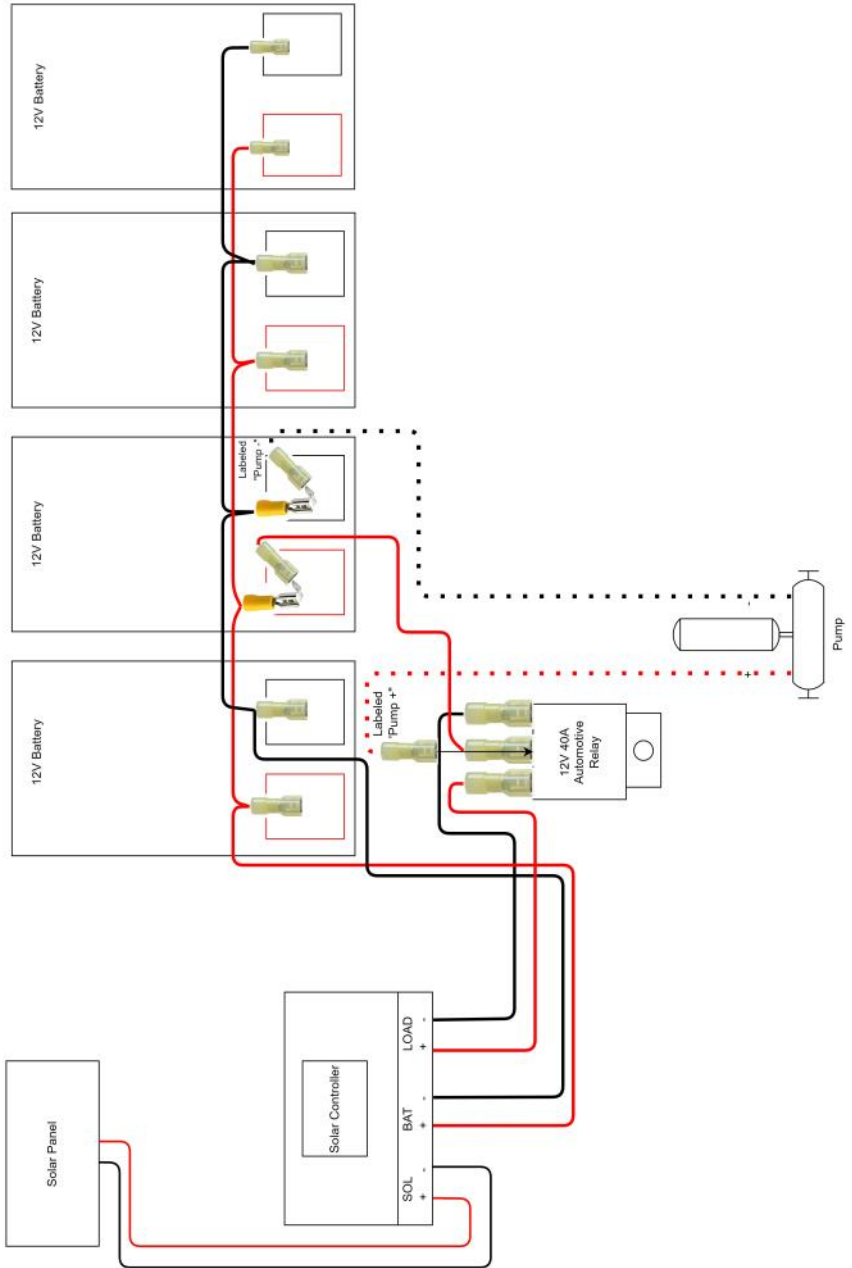 12V Battery
12V Battery
12V Battery
12V Battery
Labeled
"Pump -"
Labeled
"Pump +"
-
+
Pump
12V 40A
Automotive
Relay
Solar Controller
SOL
BAT
LOAD
+
-
+
-
+
-
Solar Panel